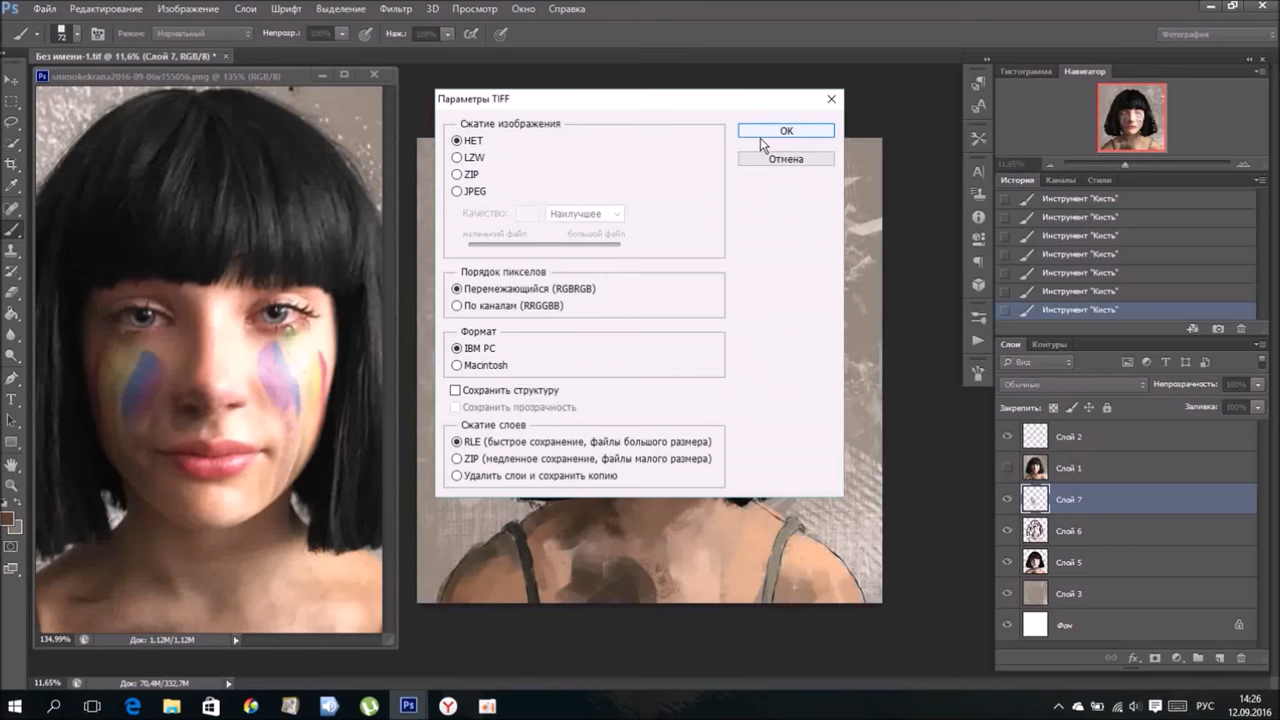 Ps Файл Редактирование Изображение Слои Шрифт Выделение Фильтр 3D Просмотр Окно Справка
72 Режим: Нормальный Непрозр.: 100% Наж.: 100% Фотография
Без имени-1.tif @ 11,6% (Слой 7, RGB/8) * ×
snimokekrana2016-09-06v155056.png @ 135% (RGB/8)
Параметры TIFF
Сжатие изображения
НЕТ
LZW
ZIP
JPEG
Качество: Наилучшее
маленький файл большой файл
Порядок пикселов
Перемежающийся (RGBRGB)
По каналам (RRGGBB)
Формат
IBM PC
Macintosh
Сохранить структуру
Сохранить прозрачность
Сжатие слоев
RLE (быстрое сохранение, файлы большого размера)
ZIP (медленное сохранение, файлы малого размера)
Удалить слои и сохранить копию
OK
Отмена
Гистограмма Навигатор
11,65%
История Каналы Стили
Инструмент "Кисть"
Инструмент "Кисть"
Инструмент "Кисть"
Инструмент "Кисть"
Инструмент "Кисть"
Инструмент "Кисть"
Инструмент "Кисть"
Слои Контуры
Вид
Обычные Непрозрачность: 100%
Закрепить: Заливка: 100%
Слой 2
Слой 1
Слой 7
Слой 6
Слой 5
Слой 3
Фон
134,99% Док: 1,12M/1,12M
11,65% Док: 70,4M/332,7M
РУС
14:26
12.09.2016